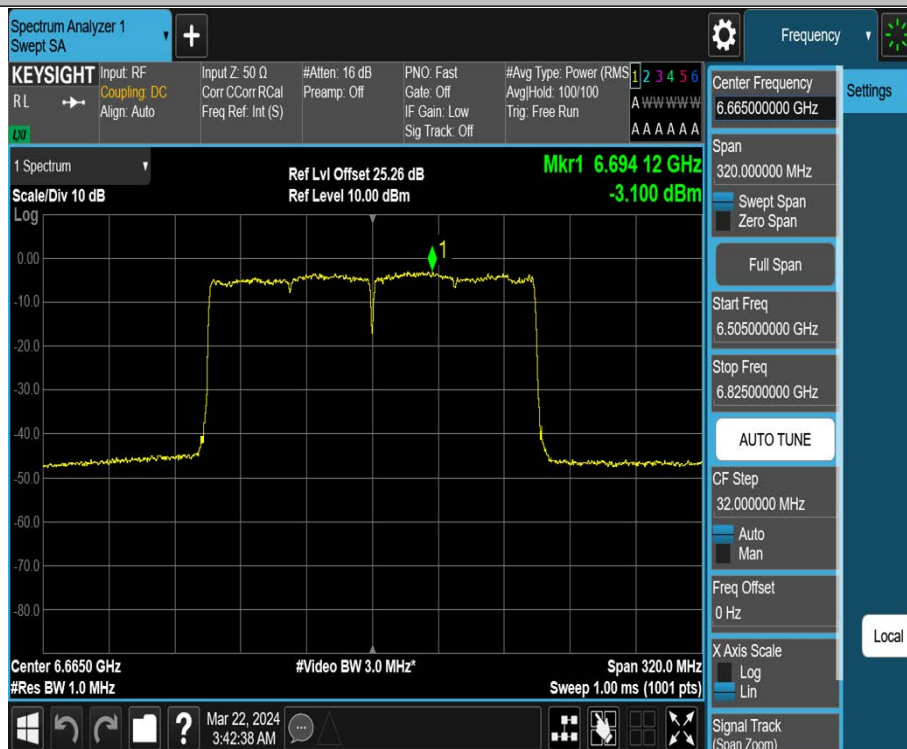 Spectrum Analyzer 1
Swept SA
+
Frequency
KEYSIGHT
RL
LXI
Input: RF
Coupling: DC
Align: Auto
Input Z: 50 Ω
Corr CCorr RCal
Freq Ref: Int (S)
#Atten: 16 dB
Preamp: Off
PNO: Fast
Gate: Off
IF Gain: Low
Sig Track: Off
#Avg Type: Power (RMS
Avg|Hold: 100/100
Trig: Free Run
1 2 3 4 5 6
A W W W W W
A A A A A A
1 Spectrum
Scale/Div 10 dB
Log
Ref Lvl Offset 25.26 dB
Ref Level 10.00 dBm
Mkr1 6.694 12 GHz
-3.100 dBm
1
0.00
-10.0
-20.0
-30.0
-40.0
-50.0
-60.0
-70.0
-80.0
Center 6.6650 GHz
#Res BW 1.0 MHz
#Video BW 3.0 MHz*
Span 320.0 MHz
Sweep 1.00 ms (1001 pts)
?
Mar 22, 2024
3:42:38 AM
Center Frequency
6.665000000 GHz
Span
320.000000 MHz
Swept Span
Zero Span
Full Span
Start Freq
6.505000000 GHz
Stop Freq
6.825000000 GHz
AUTO TUNE
CF Step
32.000000 MHz
Auto
Man
Freq Offset
0 Hz
X Axis Scale
Log
Lin
Signal Track
(Span Zoom)
Settings
Local